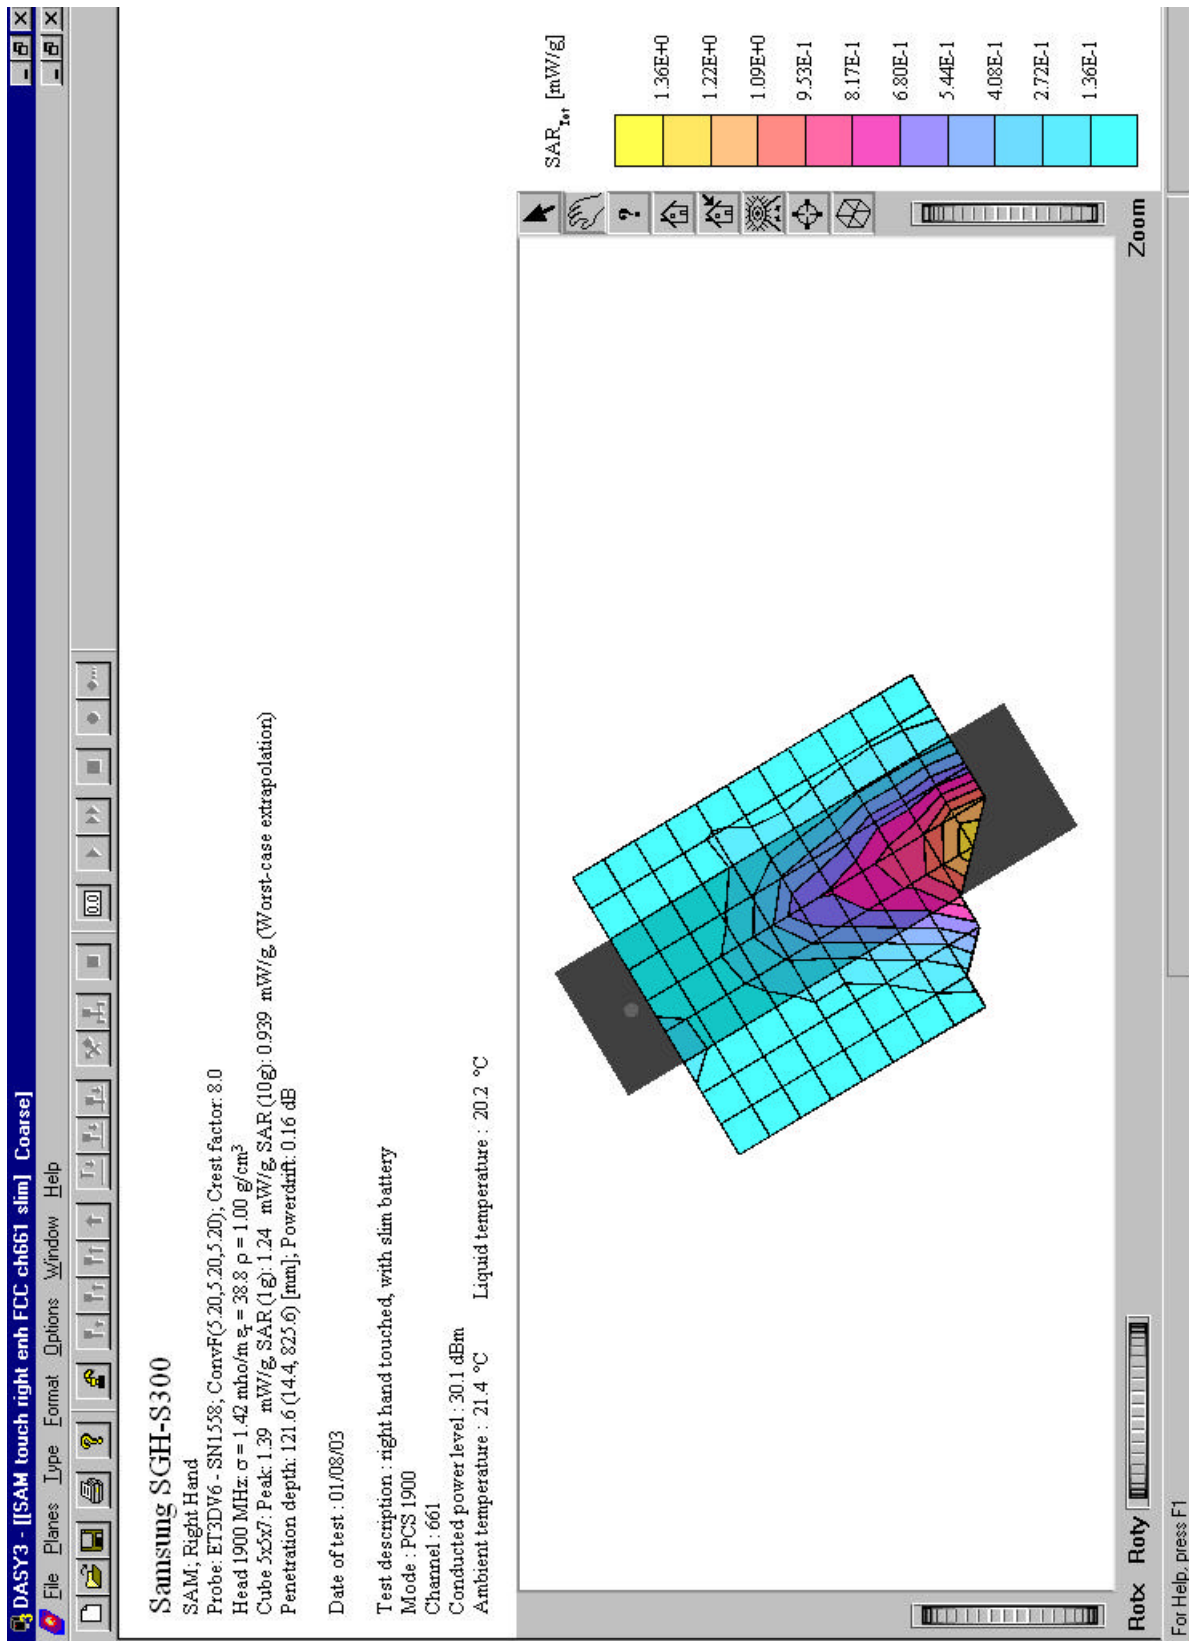 DASY3 - [[SAM touch right enh FCC ch661 slim] Coarse]
File Planes Type Format Options Window Help
0.0
Samsung SGH-S300
SAM; Right Hand
Probe: ET3DV6 - SN1558; ConvF(5.20,5.20,5.20); Crest factor: 8.0
Head 1900 MHz: σ = 1.42 mho/m εr = 38.8 ρ = 1.00 g/cm³
Cube 5x5x7: Peak: 1.39 mW/g, SAR (1g): 1.24 mW/g, SAR (10g): 0.939 mW/g, (Worst-case extrapolation)
Penetration depth: 121.6 (14.4, 825.6) [mm]; Powerdrift: 0.16 dB
Date of test : 01/08/03
Test description : right hand touched, with slim battery
Mode : PCS 1900
Channel : 661
Conducted power level : 30.1 dBm
Ambient temperature : 21.4 °C Liquid temperature : 20.2 °C
SARTot [mW/g]
1.36E+0
1.22E+0
1.09E+0
9.53E-1
8.17E-1
6.80E-1
5.44E-1
4.08E-1
2.72E-1
1.36E-1
Rotx Roty Zoom
For Help, press F1